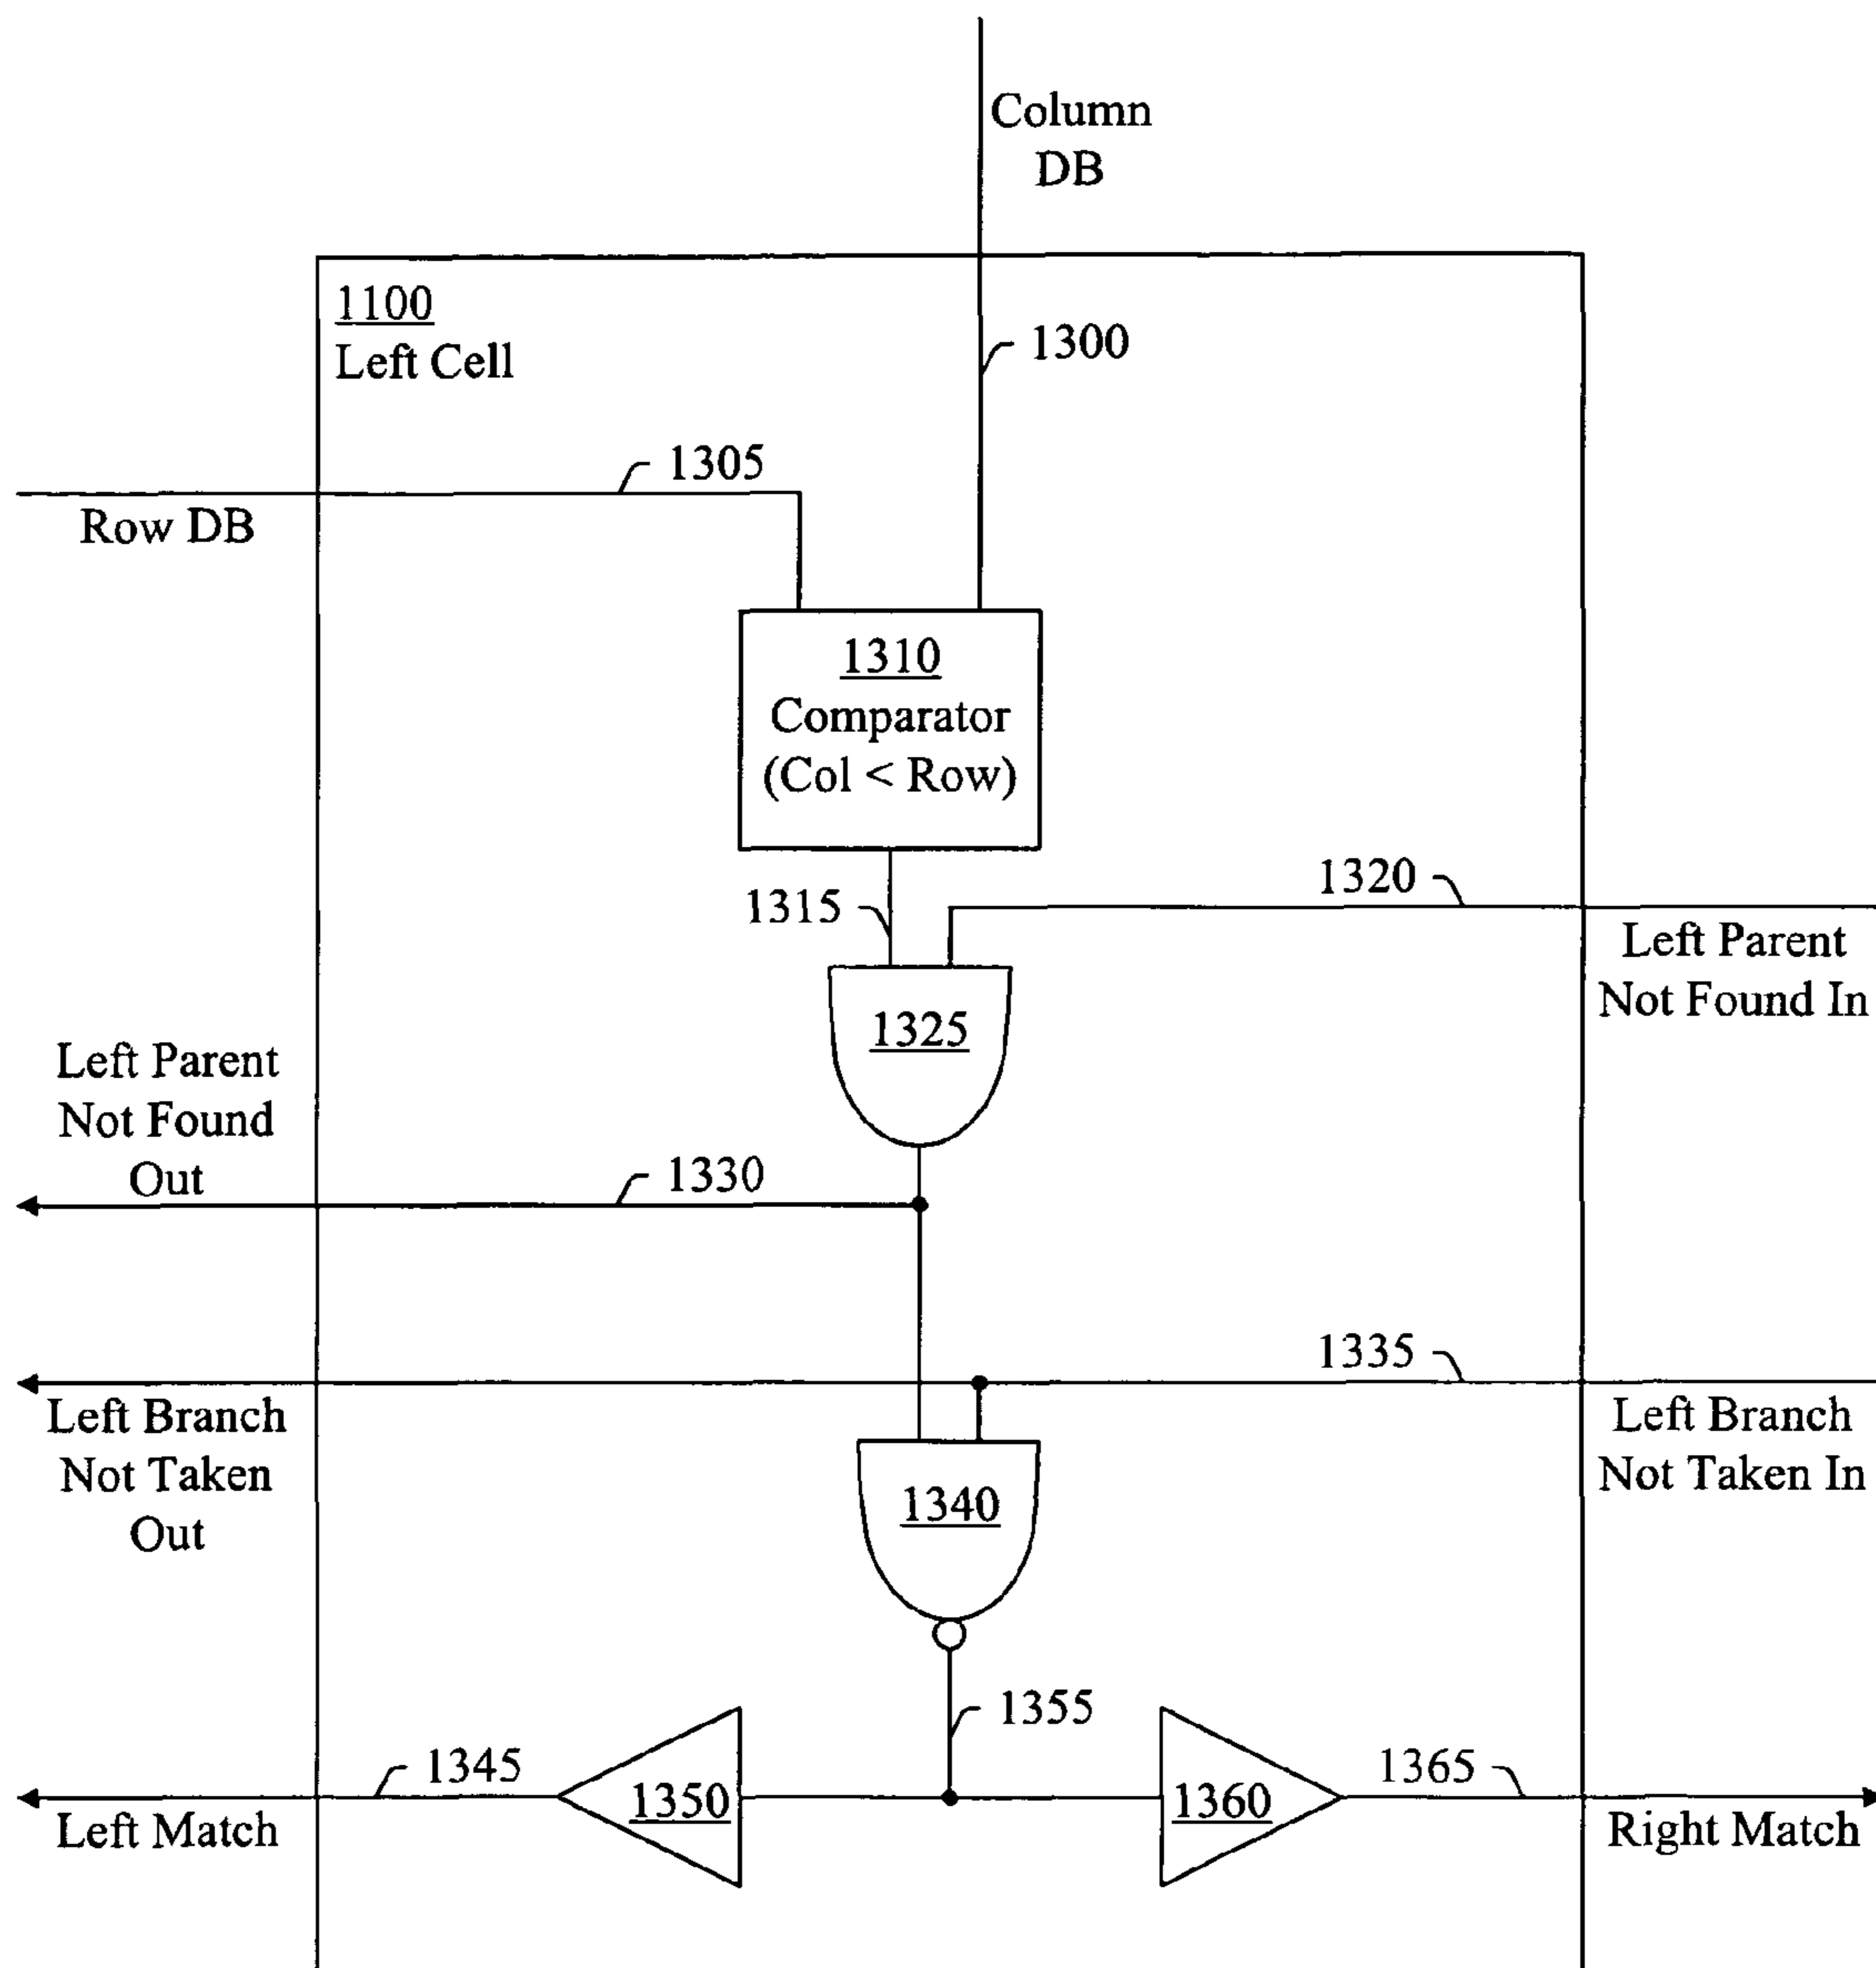 Column
DB
1100
Left Cell
1300
1305
Row DB
1310
Comparator
(Col < Row)
1315
1320
Left Parent
Not Found In
1325
Left Parent
Not Found
Out
1330
1335
Left Branch
Not Taken
Out
Left Branch
Not Taken In
1340
1355
1345
Left Match
1350
1360
1365
Right Match